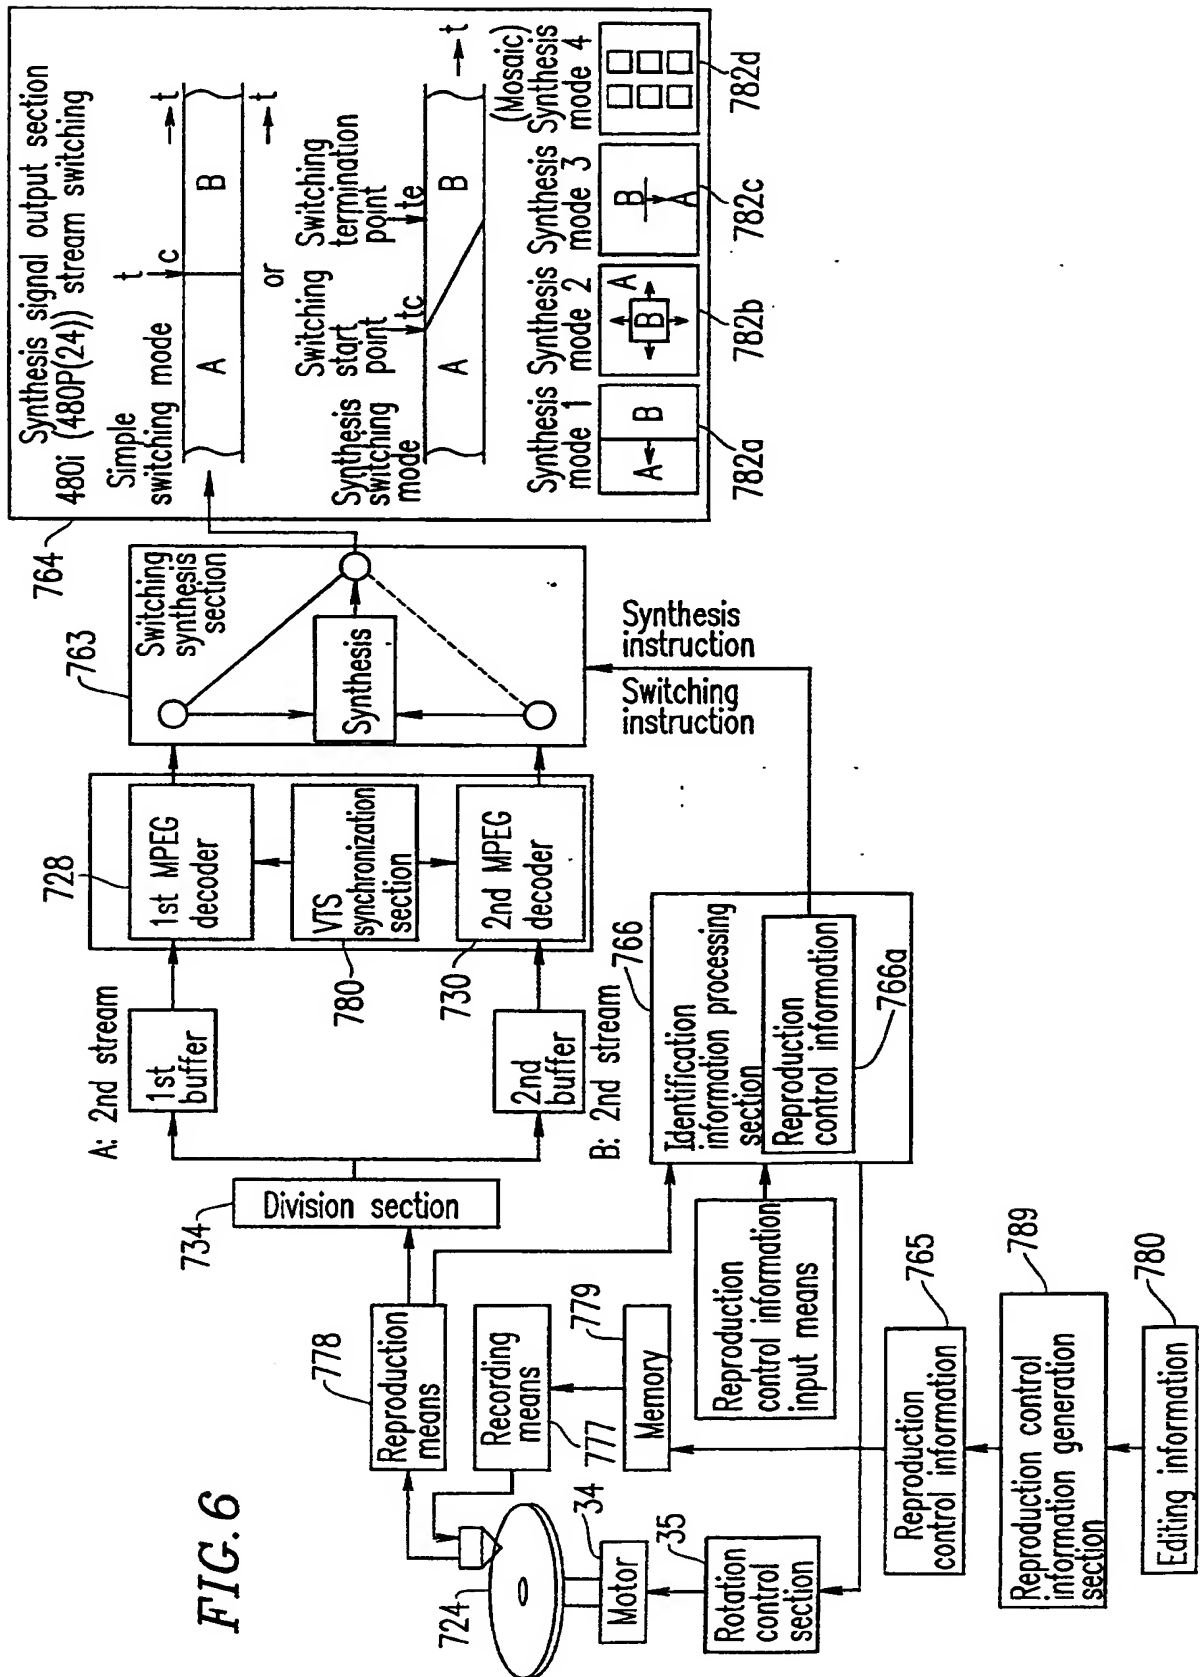 FIG. 6
724
Motor
34
Rotation
control
section
35
778
Reproduction
means
Recording
means
777
Memory
779
Reproduction
control information
input means
Reproduction
control information
765
Reproduction control
information generation
section
789
Editing information
780
734
Division section
A: 2nd stream
1st
buffer
2nd
buffer
B: 2nd stream
728
1st MPEG
decoder
VTS
synchronization
section
780
2nd MPEG
decoder
730
766
Identification
information processing
section
Reproduction
control information
766a
763
Switching
synthesis
section
Synthesis
Switching
instruction
Synthesis
instruction
764
Synthesis signal output section
480i (480P(24)) stream switching
Simple
switching mode
t
c
t
A
B
t
or
Synthesis
switching
mode
Switching
start
point
Switching
termination
point
tc
te
A
B
t
(Mosaic)
Synthesis
mode 1
Synthesis
mode 2
Synthesis
mode 3
Synthesis
mode 4
A
B
B
A
B
A
782a
782b
782c
782d